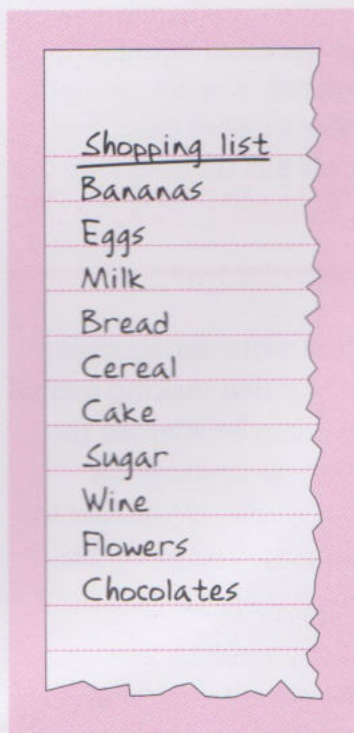 Shopping list
Bananas
Eggs
Milk
Bread
Cereal
Cake
Sugar
Wine
Flowers
Chocolates